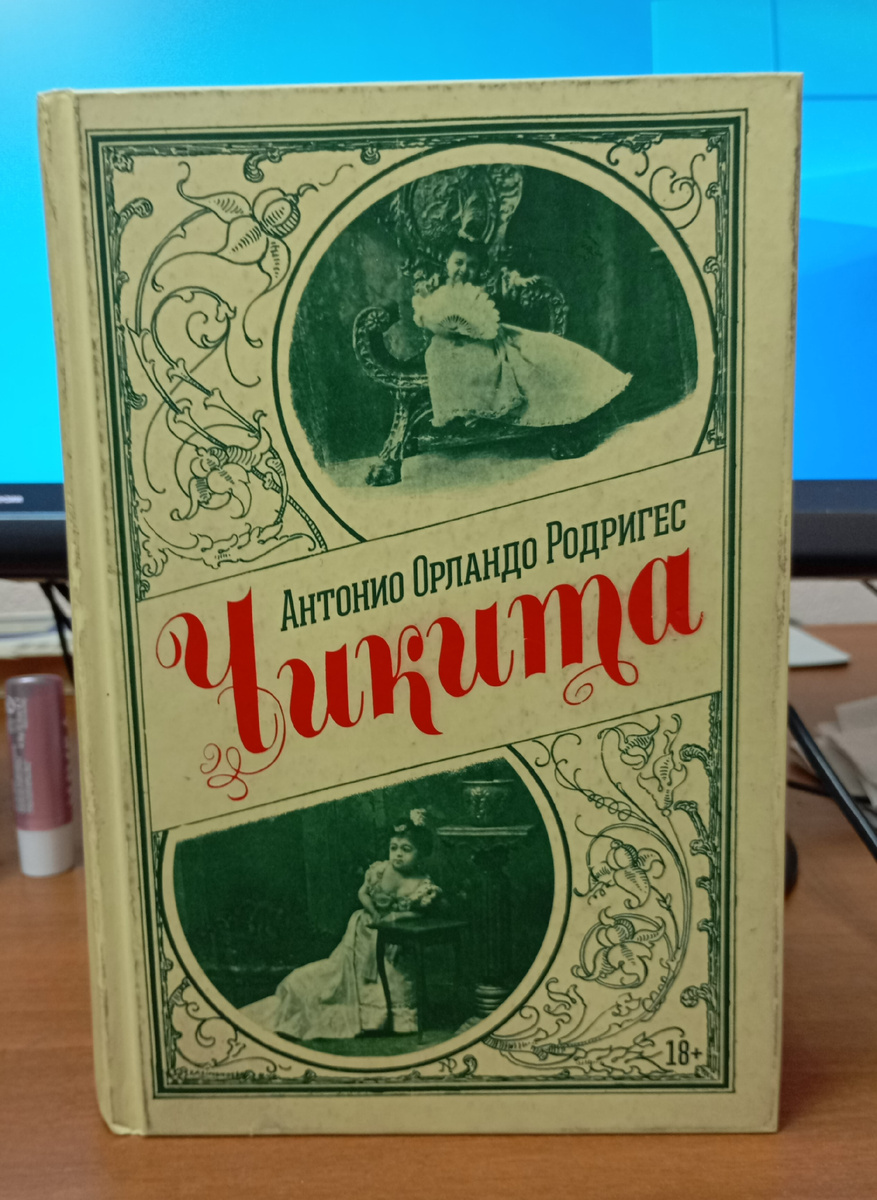 Антонио Орландо Родригес
Чикита
18+